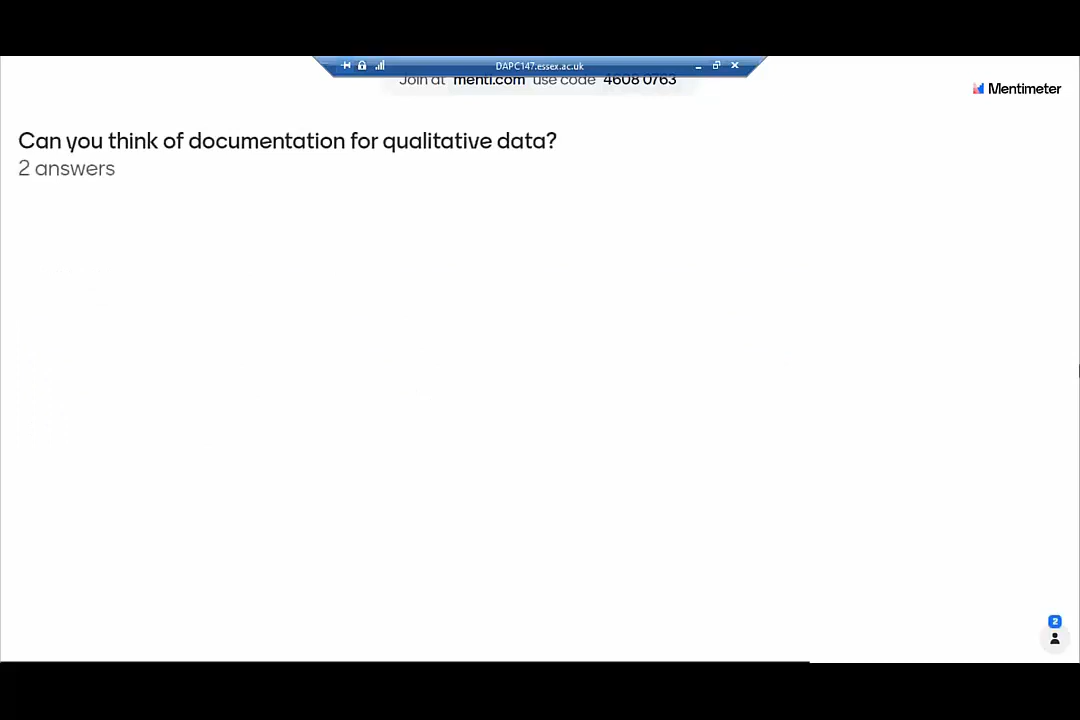 DAPC147.essex.ac.uk
Join at menti.com use code 4608 0763
Mentimeter
Can you think of documentation for qualitative data?
2 answers
2